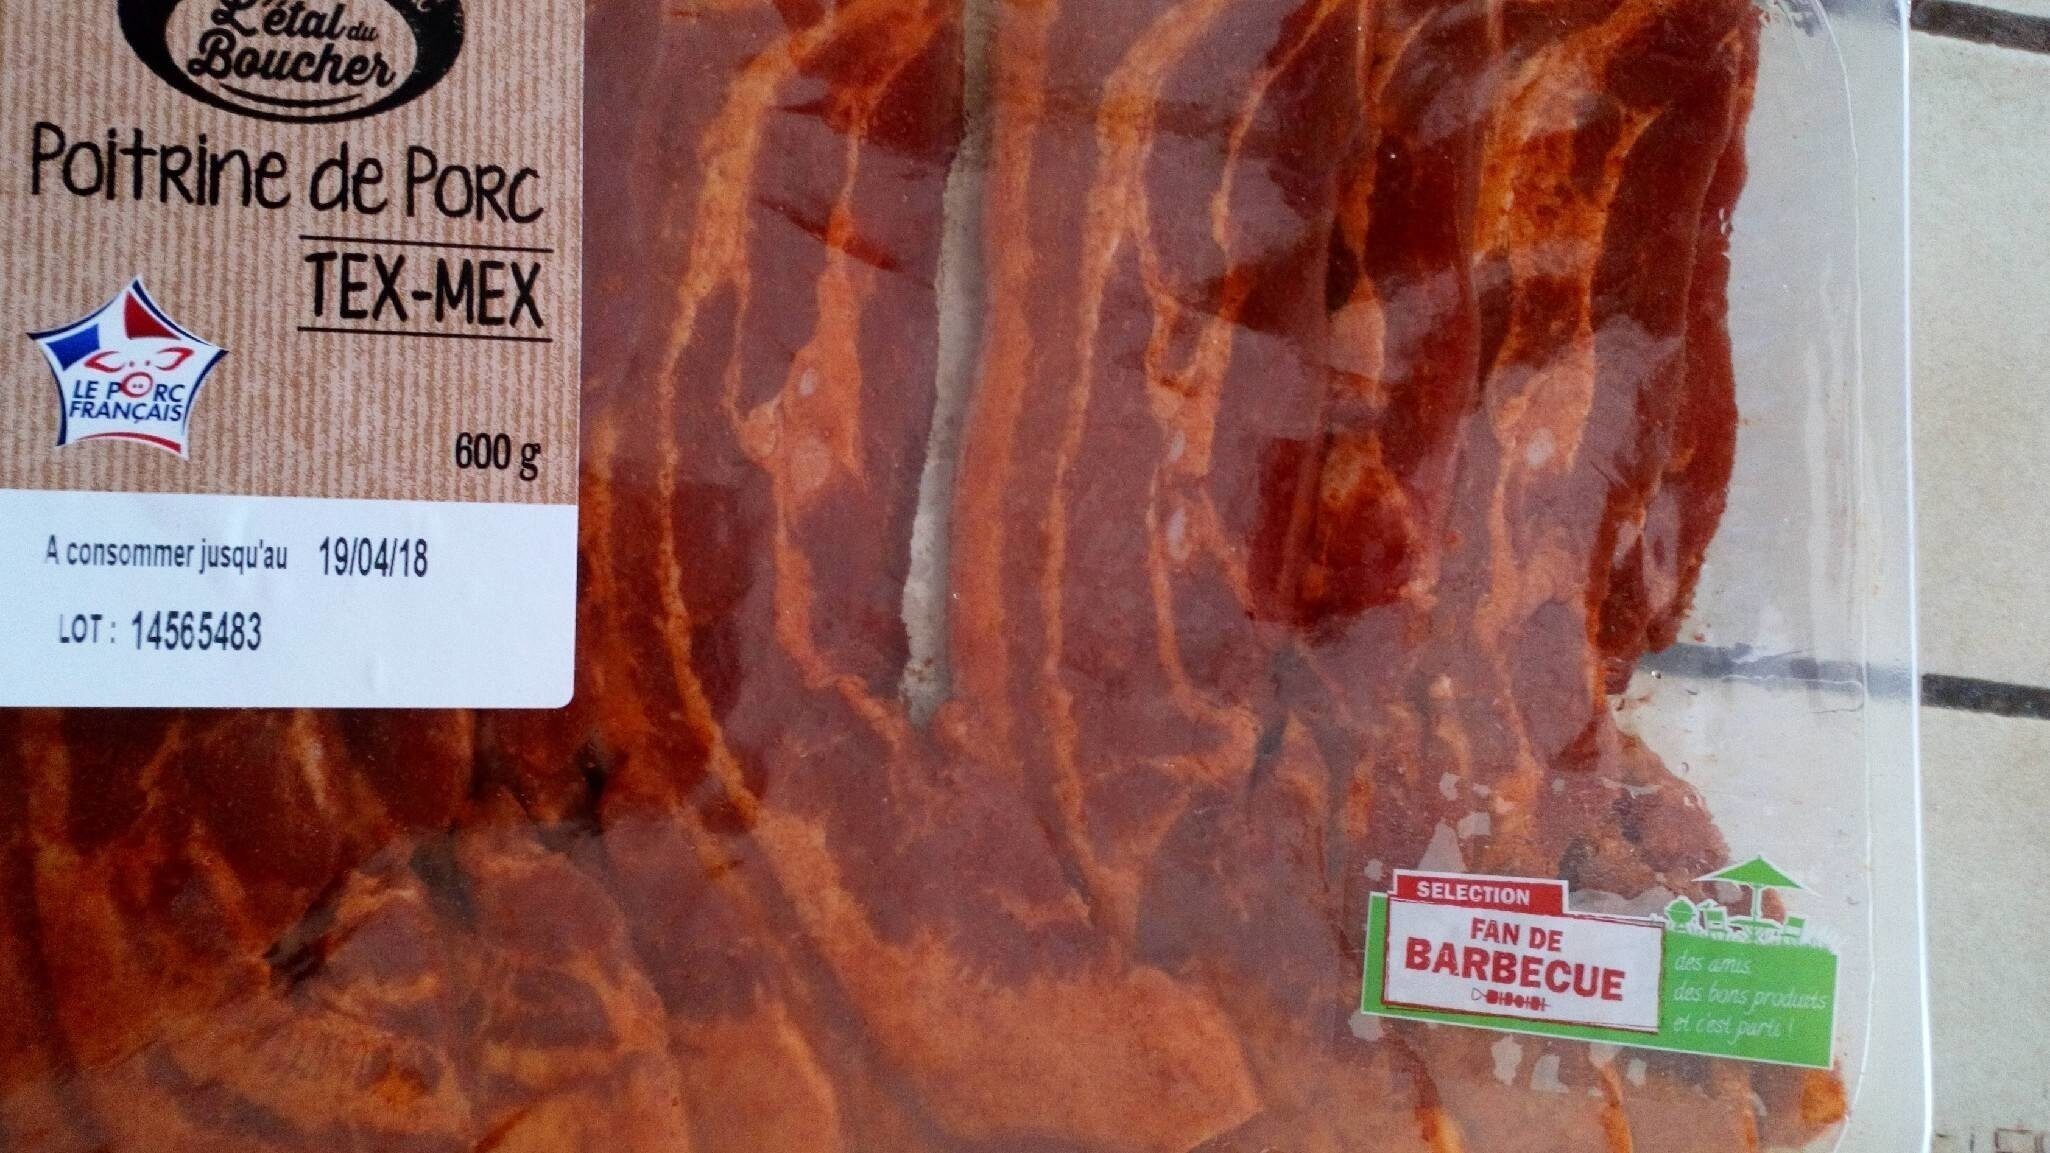 L'étal du
Boucher
Poitrine de Porc
TEX-MEX
LE PORC
FRANÇAIS
600 g
A consommer jusqu'au 19/04/18
LOT : 14565483
SELECTION
FAN DE
BARBECUE
des amis
des bons produits
et c'est parti !